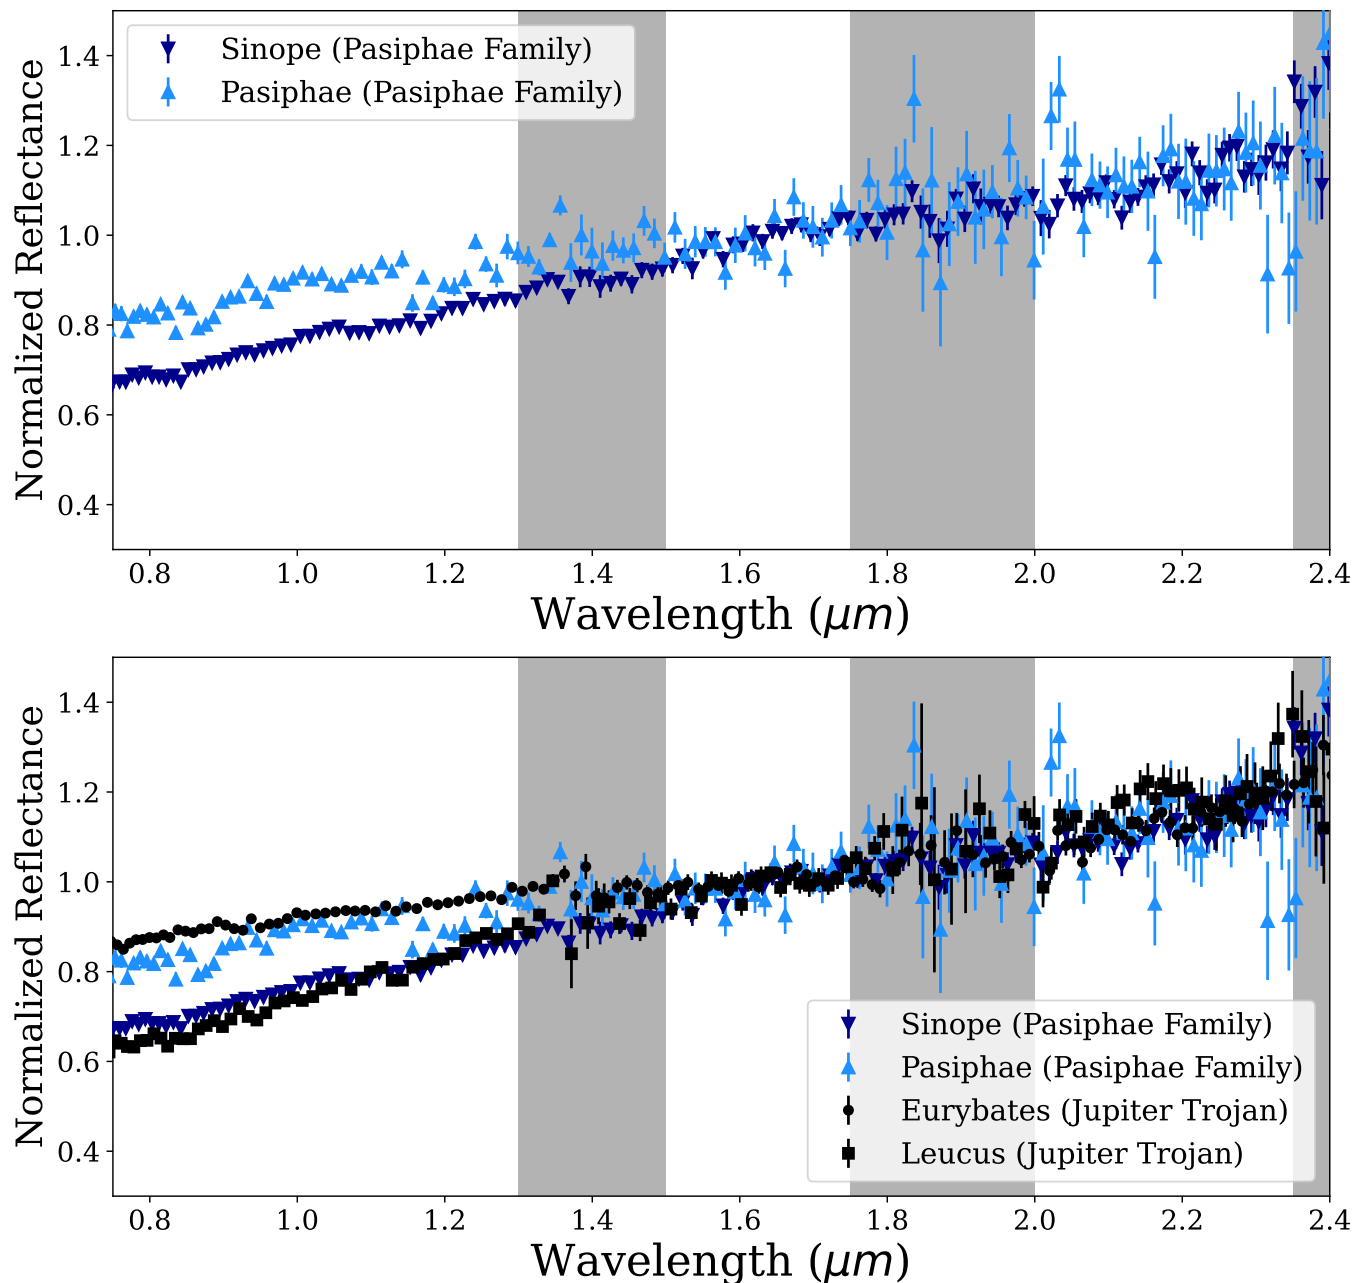 Normalized Reflectance
1.4
1.2
1.0
0.8
0.6
0.4
Sinope (Pasiphae Family)
Pasiphae (Pasiphae Family)
0.8 1.0 1.2 1.4 1.6 1.8 2.0 2.2 2.4
Wavelength (μm)
Normalized Reflectance
1.4
1.2
1.0
0.8
0.6
0.4
Sinope (Pasiphae Family)
Pasiphae (Pasiphae Family)
Eurybates (Jupiter Trojan)
Leucus (Jupiter Trojan)
0.8 1.0 1.2 1.4 1.6 1.8 2.0 2.2 2.4
Wavelength (μm)